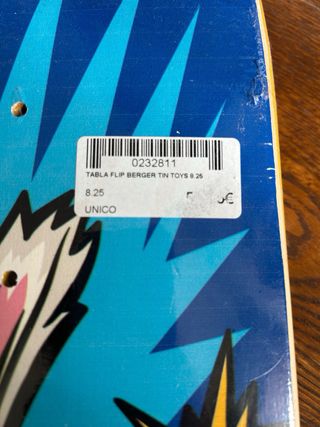 0232811
TABLA FLIP BERGER TIN TOYS 8.25
8.25
UNICO